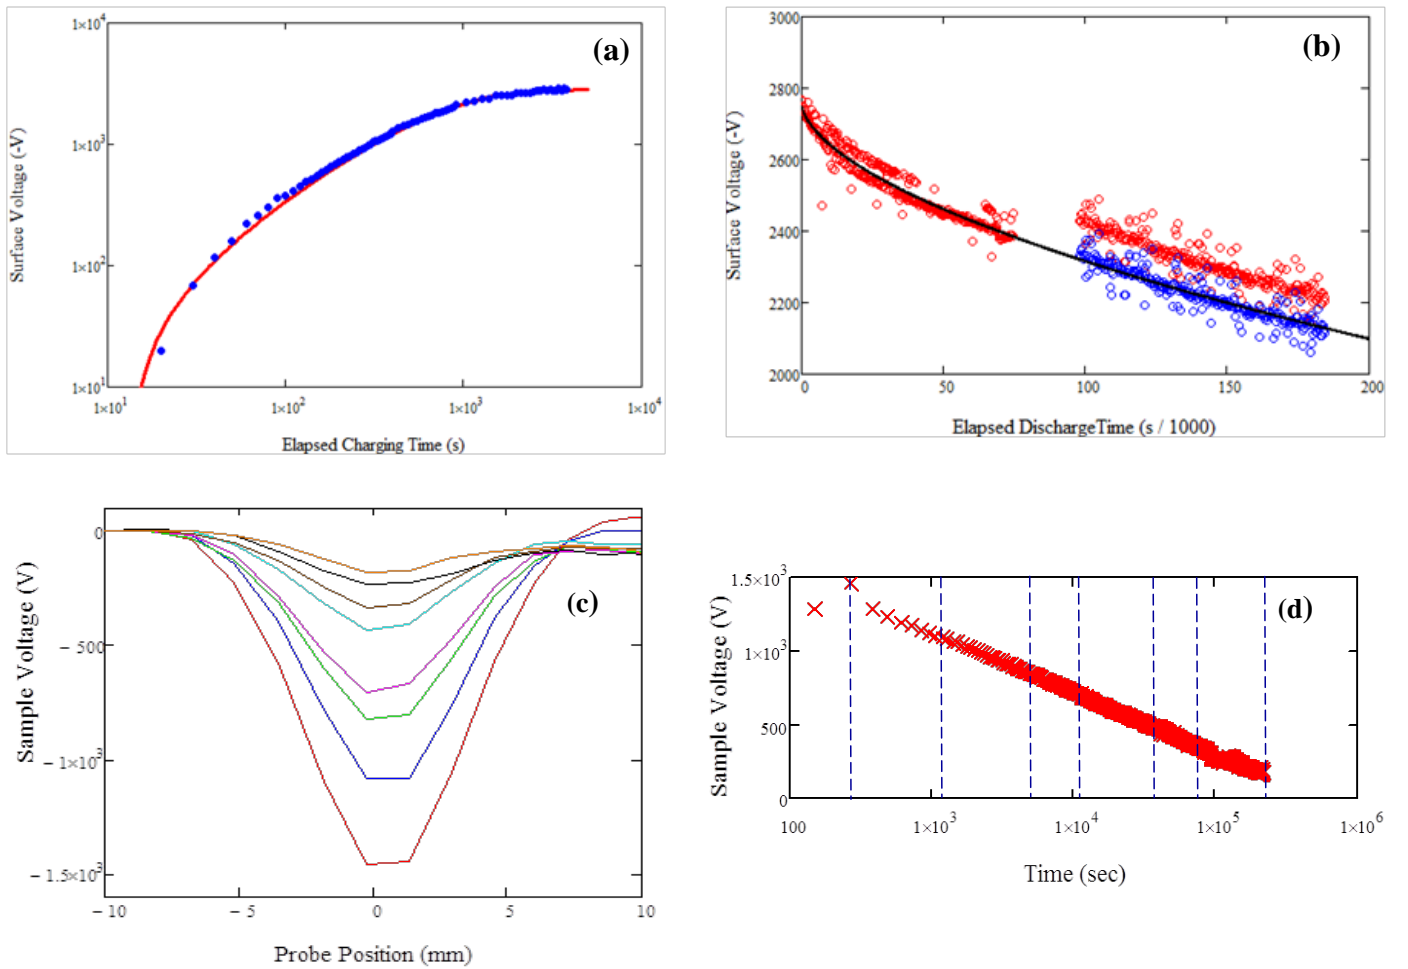 (a)
1×10⁴
1×10³
1×10²
1×10¹
Surface Voltage (-V)
1×10¹ 1×10² 1×10³ 1×10⁴
Elapsed Charging Time (s)
(b)
3000
2800
2600
2400
2200
2000
Surface Voltage (-V)
0 50 100 150 200
Elapsed DischargeTime (s / 1000)
(c)
0
− 500
− 1×10³
− 1.5×10³
Sample Voltage (V)
− 10 − 5 0 5 10
Probe Position (mm)
(d)
1.5×10³
1×10³
500
0
Sample Voltage (V)
100 1×10³ 1×10⁴ 1×10⁵ 1×10⁶
Time (sec)